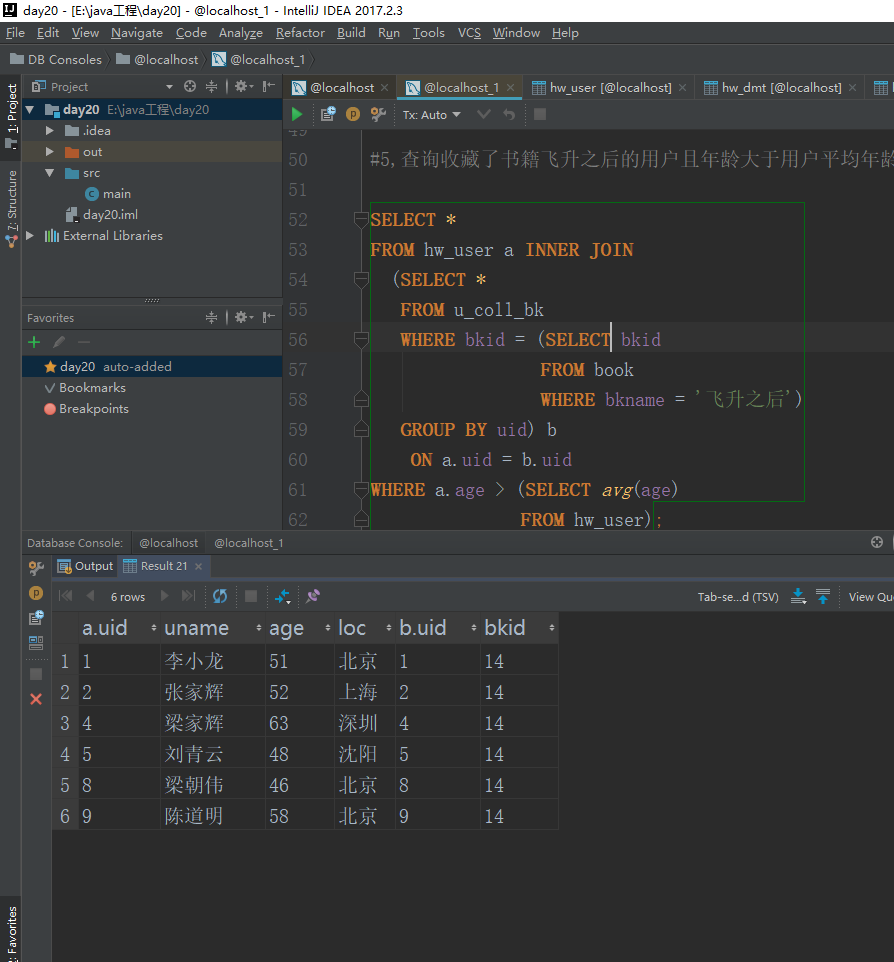 day20 - [E:\java工程\day20] - @localhost_1 - IntelliJ IDEA 2017.2.3
File Edit View Navigate Code Analyze Refactor Build Run Tools VCS Window Help
DB Consoles @localhost @localhost_1
1: Project
7: Structure
Project
day20 E:\java工程\day20
.idea
out
src
main
day20.iml
External Libraries
Favorites
day20 auto-added
Bookmarks
Breakpoints
@localhost @localhost_1 hw_user [@localhost] hw_dmt [@localhost]
Tx: Auto
49
50 #5,查询收藏了书籍飞升之后的用户且年龄大于用户平均年龄
51
52 SELECT *
53 FROM hw_user a INNER JOIN
54 (SELECT *
55 FROM u_coll_bk
56 WHERE bkid = (SELECT bkid
57 FROM book
58 WHERE bkname = '飞升之后')
59 GROUP BY uid) b
60 ON a.uid = b.uid
61 WHERE a.age > (SELECT avg(age)
62 FROM hw_user);
Database Console: @localhost @localhost_1
Output Result 21
6 rows Tab-se...d (TSV) View Qu
a.uid uname age loc b.uid bkid
1 1 李小龙 51 北京 1 14
2 2 张家辉 52 上海 2 14
3 4 梁家辉 63 深圳 4 14
4 5 刘青云 48 沈阳 5 14
5 8 梁朝伟 46 北京 8 14
6 9 陈道明 58 北京 9 14
Favorites